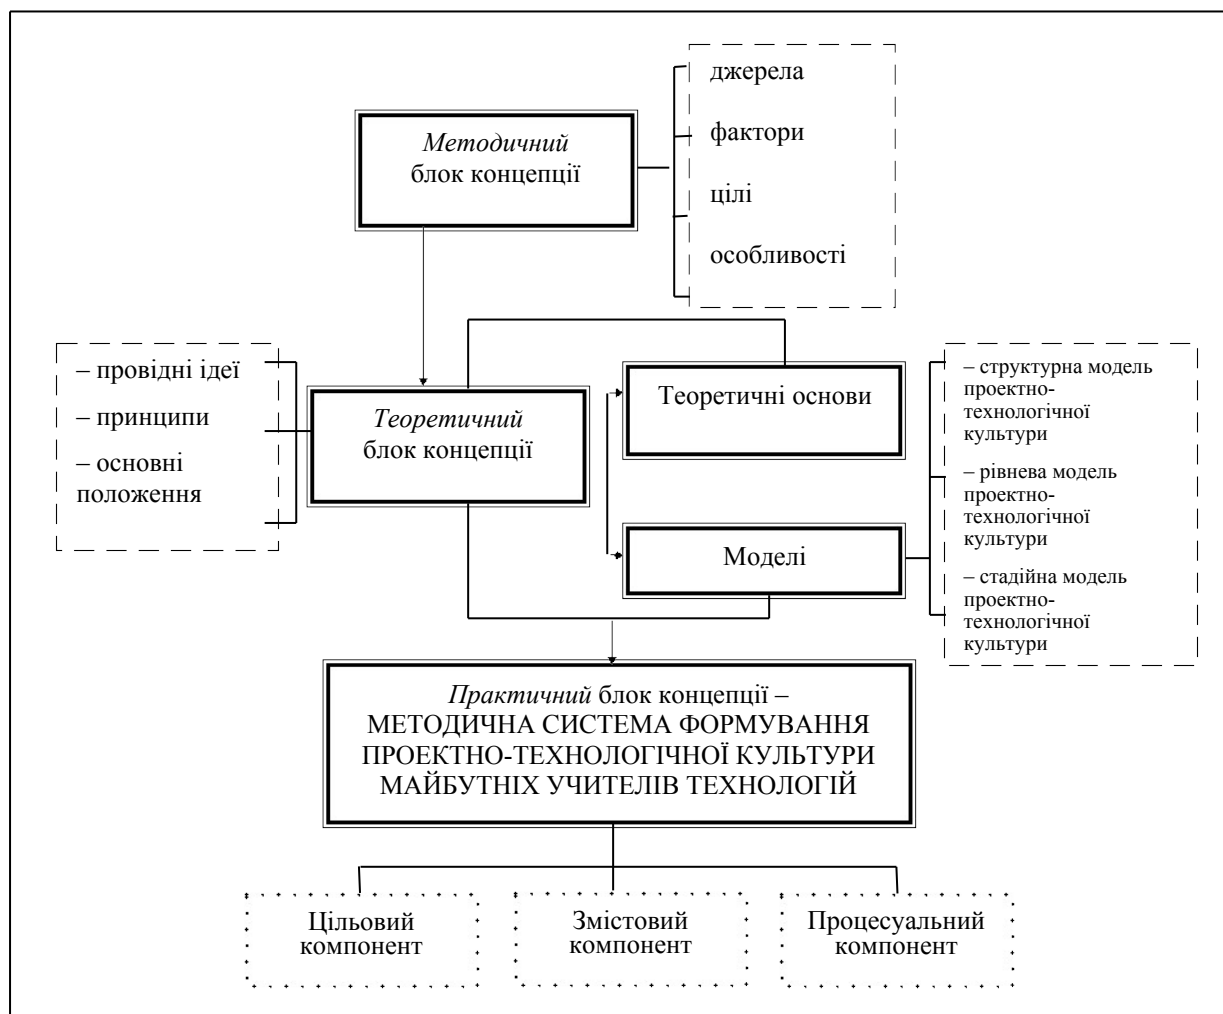 джерела
фактори
цілі
особливості
Методичний
блок концепції
– провідні ідеї
– принципи
– основні
положення
Теоретичний
блок концепції
Теоретичні основи
Моделі
– структурна модель
проектно-
технологічної
культури
– рівнева модель
проектно-
технологічної
культури
– стадійна модель
проектно-
технологічної
культури
Практичний блок концепції –
МЕТОДИЧНА СИСТЕМА ФОРМУВАННЯ
ПРОЕКТНО-ТЕХНОЛОГІЧНОЇ КУЛЬТУРИ
МАЙБУТНІХ УЧИТЕЛІВ ТЕХНОЛОГІЙ
Цільовий
компонент
Змістовий
компонент
Процесуальний
компонент